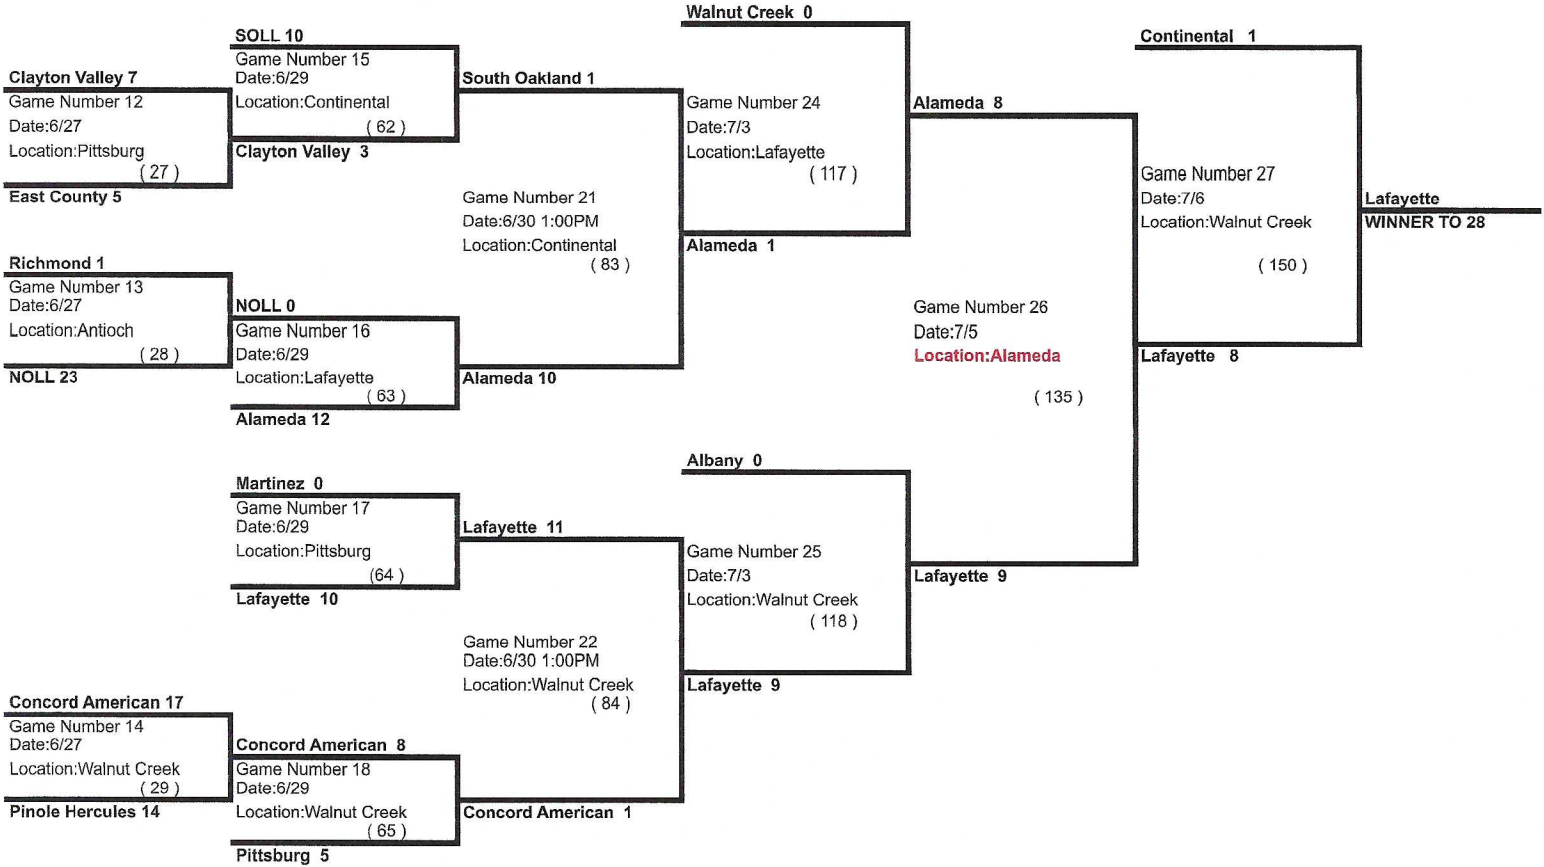 Walnut Creek 0
SOLL 10
Continental 1
Game Number 15
Date:6/29
Location:Continental
( 62 )
Clayton Valley 7
South Oakland 1
Game Number 12
Date:6/27
Location:Pittsburg
( 27 )
Clayton Valley 3
East County 5
Game Number 24
Date:7/3
Location:Lafayette
( 117 )
Alameda 8
Game Number 21
Date:6/30 1:00PM
Location:Continental
( 83 )
Alameda 1
Game Number 27
Date:7/6
Location:Walnut Creek
( 150 )
Lafayette
WINNER TO 28
Richmond 1
Game Number 13
Date:6/27
Location:Antioch
( 28 )
NOLL 23
NOLL 0
Game Number 16
Date:6/29
Location:Lafayette
( 63 )
Alameda 12
Alameda 10
Game Number 26
Date:7/5
Location:Alameda
( 135 )
Lafayette 8
Albany 0
Martinez 0
Game Number 17
Date:6/29
Location:Pittsburg
(64 )
Lafayette 10
Lafayette 11
Game Number 25
Date:7/3
Location:Walnut Creek
( 118 )
Lafayette 9
Game Number 22
Date:6/30 1:00PM
Location:Walnut Creek
( 84 )
Lafayette 9
Concord American 17
Game Number 14
Date:6/27
Location:Walnut Creek
( 29 )
Pinole Hercules 14
Concord American 8
Game Number 18
Date:6/29
Location:Walnut Creek
( 65 )
Pittsburg 5
Concord American 1